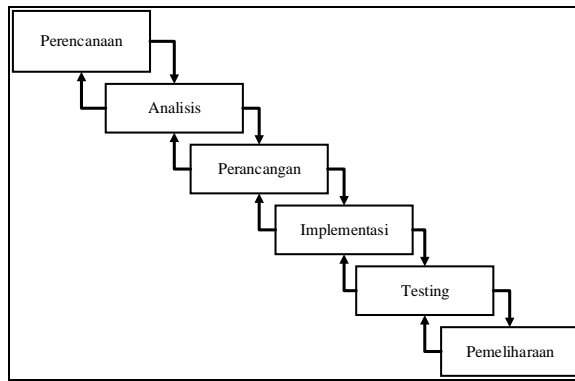 Perencanaan
Analisis
Perancangan
Implementasi
Testing
Pemeliharaan